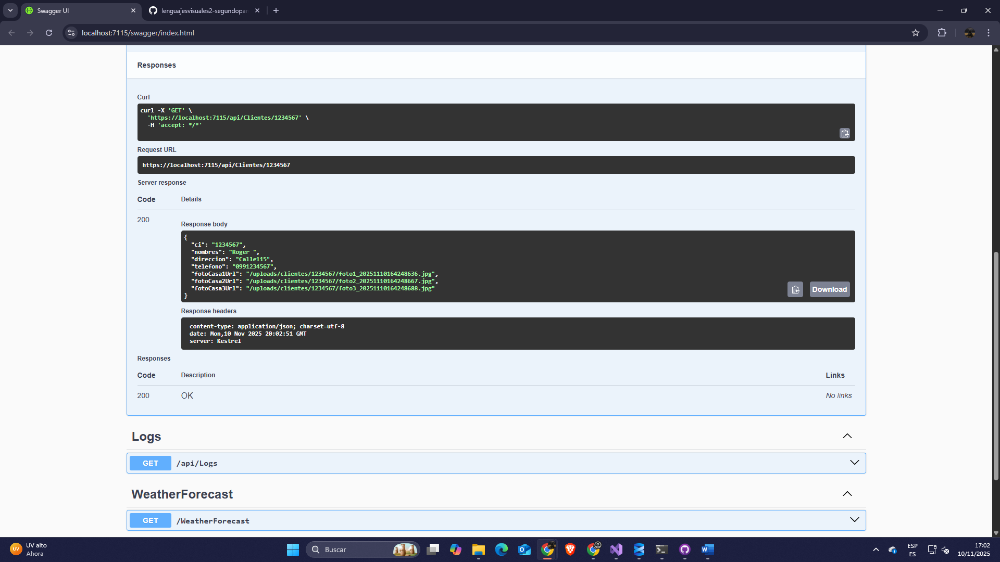 Swagger UI
lenguajesvisuales2-segundopar
localhost:7115/swagger/index.html
Responses
Curl
curl -X 'GET' \
'https://localhost:7115/api/Clientes/1234567' \
-H 'accept: */*'
Request URL
https://localhost:7115/api/Clientes/1234567
Server response
Code Details
200
Response body
{
"ci": "1234567",
"nombres": "Roger ",
"direccion": "Calle115",
"telefono": "0991234567",
"fotoCasa1Url": "/uploads/clientes/1234567/foto1_20251110164248636.jpg",
"fotoCasa2Url": "/uploads/clientes/1234567/foto2_20251110164248667.jpg",
"fotoCasa3Url": "/uploads/clientes/1234567/foto3_20251110164248688.jpg"
}
Download
Response headers
content-type: application/json; charset=utf-8
date: Mon,10 Nov 2025 20:02:51 GMT
server: Kestrel
Responses
Code Description Links
200 OK No links
Logs
GET /api/Logs
WeatherForecast
GET /WeatherForecast
UV
UV alto
Ahora
Buscar
ESP
ES
17:02
10/11/2025